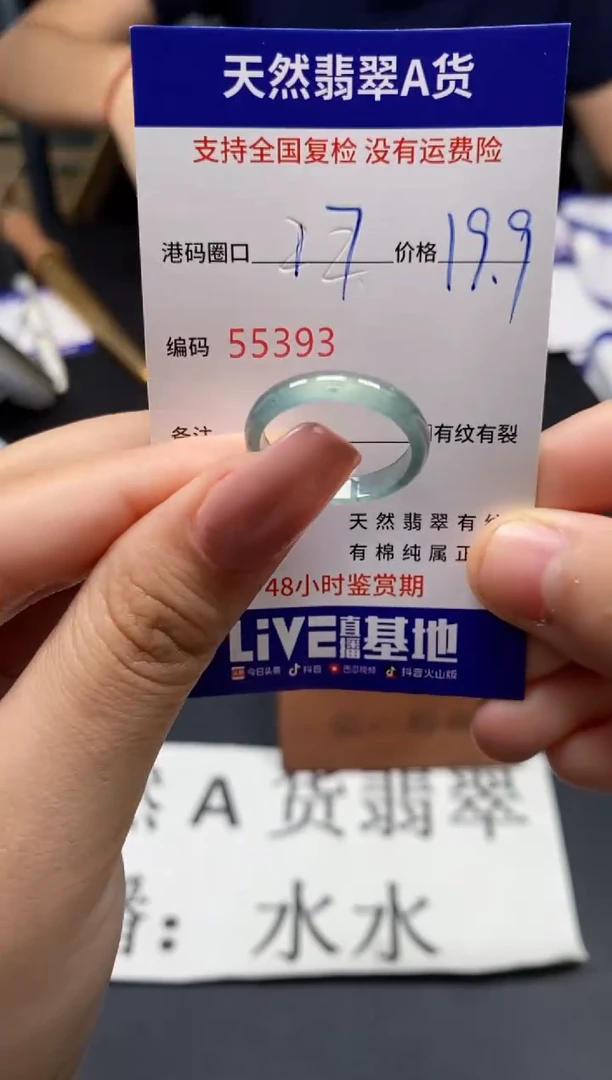 天然翡翠A货
支持全国复检 没有运费险
港码圈口 17 价格 19.9
编码 55393
备注 有纹有裂
天然翡翠有
有棉纯属正
48小时鉴赏期
LiVE直播基地
今日头条 抖音 西瓜视频 抖音火山版
A货翡翠
水水